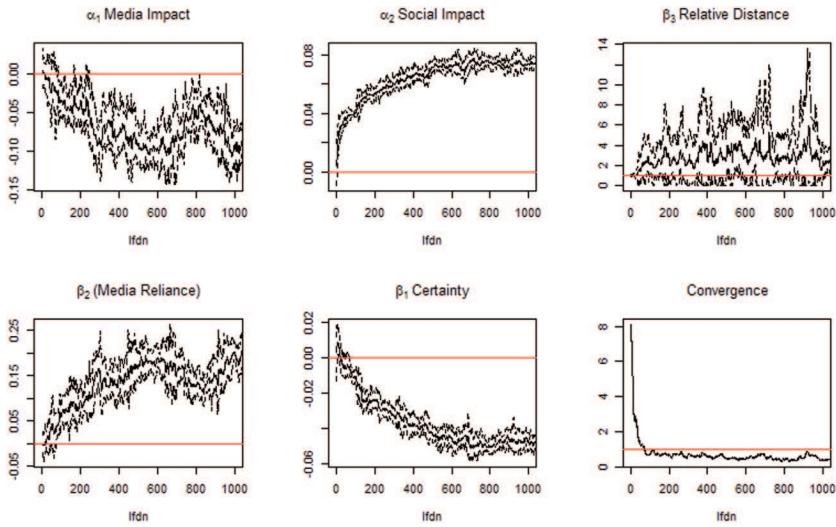 α₁ Media Impact
0.00
-0.05
-0.10
-0.15
0 200 400 600 800 1000
lfdn
α₂ Social Impact
0.08
0.04
0.00
0 200 400 600 800 1000
lfdn
β₃ Relative Distance
14
12
10
8
6
4
2
0
0 200 400 600 800 1000
lfdn
β₂ (Media Reliance)
0.25
0.15
0.05
-0.05
0 200 400 600 800 1000
lfdn
β₁ Certainty
0.02
0.00
-0.06
0 200 400 600 800 1000
lfdn
Convergence
8
6
4
2
0
0 200 400 600 800 1000
lfdn